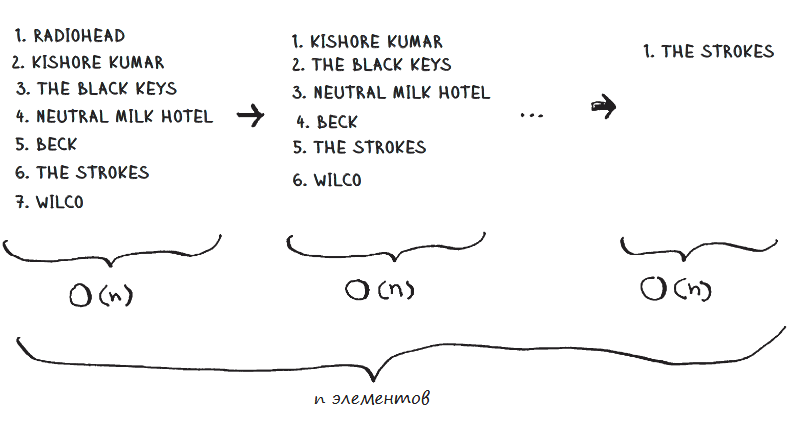 1. RADIOHEAD
2. KISHORE KUMAR
3. THE BLACK KEYS
4. NEUTRAL MILK HOTEL
5. BECK
6. THE STROKES
7. WILCO
1. KISHORE KUMAR
2. THE BLACK KEYS
3. NEUTRAL MILK HOTEL
4. BECK
5. THE STROKES
6. WILCO
...
1. THE STROKES
O(n)
O(n)
O(n)
n элементов